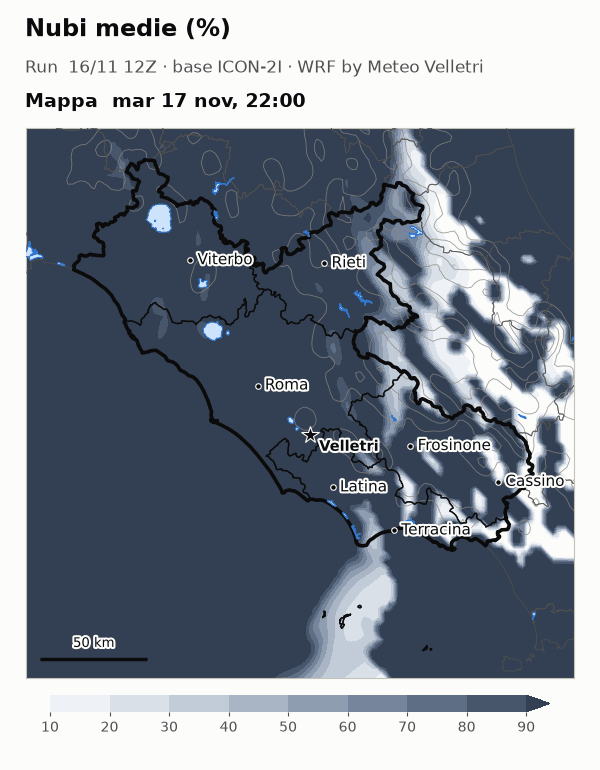 Nubi medie (%)
Run 16/11 12Z · base ICON-2I · WRF by Meteo Velletri
Mappa mar 17 nov, 22:00
Viterbo
Rieti
Roma
Velletri
Frosinone
Cassino
Latina
Terracina
50 km
10 20 30 40 50 60 70 80 90